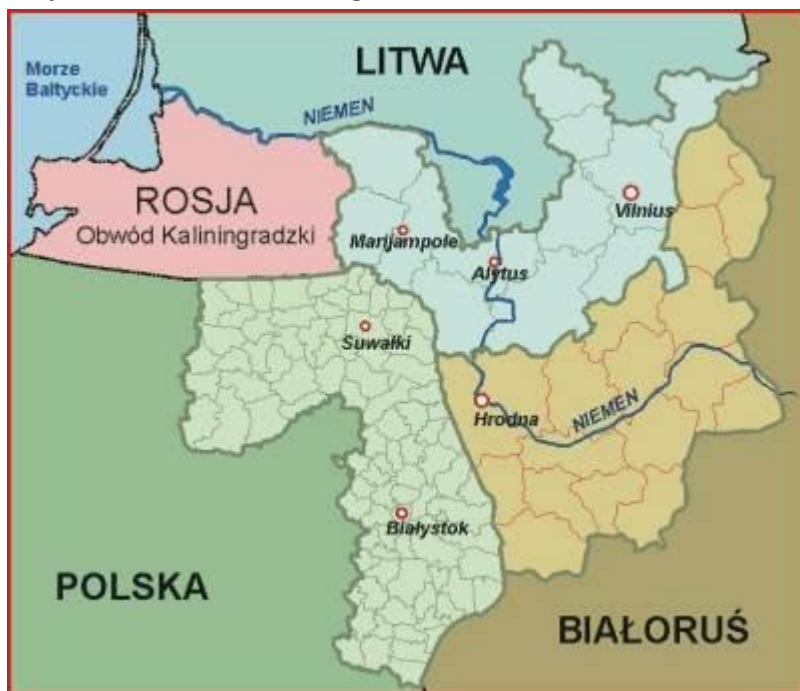 Morze
Bałtyckie
LITWA
NIEMEN
ROSJA
Obwód Kaliningradzki
Vilnius
Marijampole
Alytus
Suwałki
Hrodna
NIEMEN
Białystok
POLSKA
BIAŁORUŚ